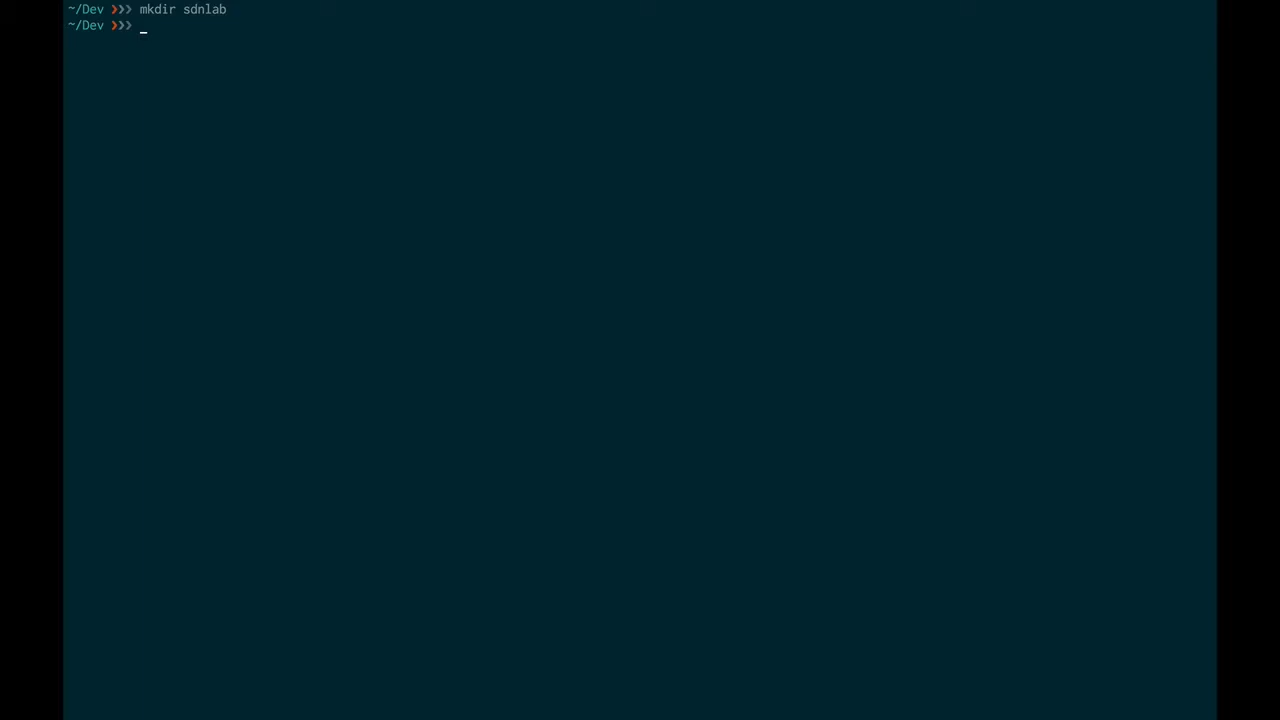 ~/Dev ❯❯❯ mkdir sdnlab
~/Dev ❯❯❯ _